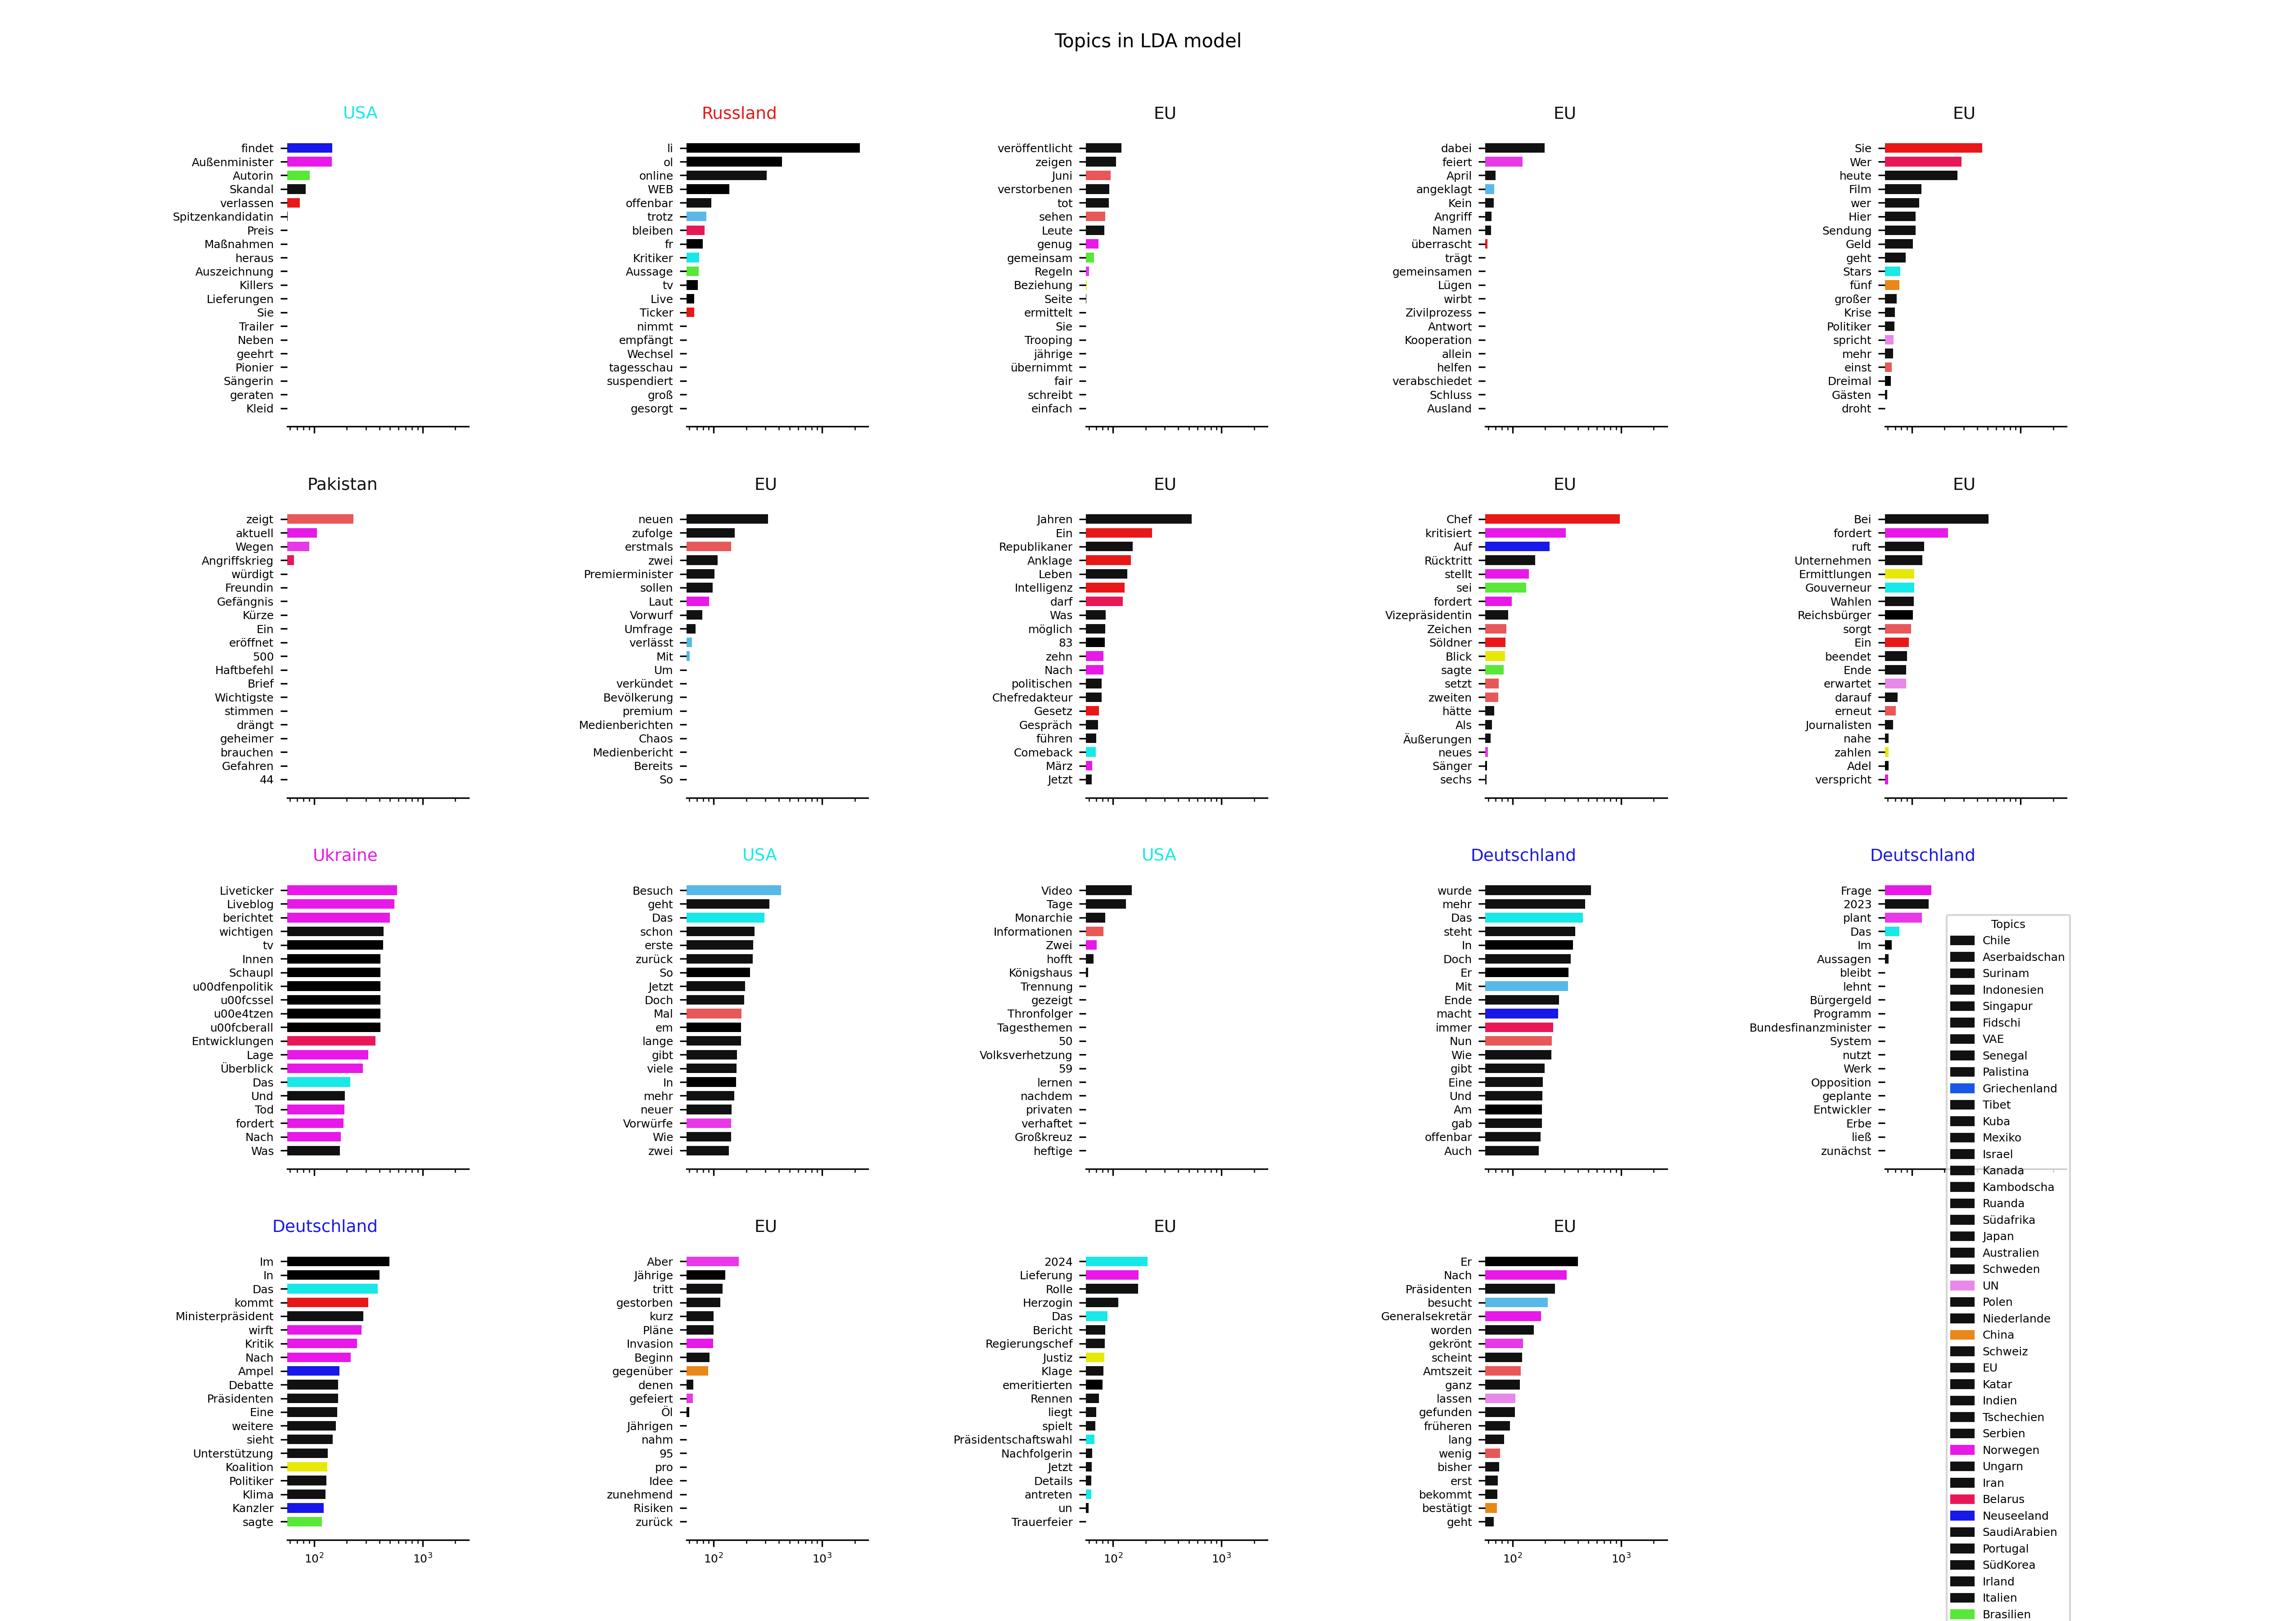 Topics in LDA model
USA
findet
Außenminister
Autorin
Skandal
verlassen
Spitzenkandidatin
Preis
Maßnahmen
heraus
Auszeichnung
Killers
Lieferungen
Sie
Trailer
Neben
geehrt
Pionier
Sängerin
geraten
Kleid
Russland
li
ol
online
WEB
offenbar
trotz
bleiben
fr
Kritiker
Aussage
tv
Live
Ticker
nimmt
empfängt
Wechsel
tagesschau
suspendiert
groß
gesorgt
EU
veröffentlicht
zeigen
Juni
verstorbenen
tot
sehen
Leute
genug
gemeinsam
Regeln
Beziehung
Seite
ermittelt
Sie
Trooping
jährige
übernimmt
fair
schreibt
einfach
EU
dabei
feiert
April
angeklagt
Kein
Angriff
Namen
überrascht
trägt
gemeinsamen
Lügen
wirbt
Zivilprozess
Antwort
Kooperation
allein
helfen
verabschiedet
Schluss
Ausland
EU
Sie
Wer
heute
Film
wer
Hier
Sendung
Geld
geht
Stars
fünf
großer
Krise
Politiker
spricht
mehr
einst
Dreimal
Gästen
droht
Pakistan
zeigt
aktuell
Wegen
Angriffskrieg
würdigt
Freundin
Gefängnis
Kürze
Ein
eröffnet
500
Haftbefehl
Brief
Wichtigste
stimmen
drängt
geheimer
brauchen
Gefahren
44
EU
neuen
zufolge
erstmals
zwei
Premierminister
sollen
Laut
Vorwurf
Umfrage
verlässt
Mit
Um
verkündet
Bevölkerung
premium
Medienberichten
Chaos
Medienbericht
Bereits
So
EU
Jahren
Ein
Republikaner
Anklage
Leben
Intelligenz
darf
Was
möglich
83
zehn
Nach
politischen
Chefredakteur
Gesetz
Gespräch
führen
Comeback
März
Jetzt
EU
Chef
kritisiert
Auf
Rücktritt
stellt
sei
fordert
Vizepräsidentin
Zeichen
Söldner
Blick
sagte
setzt
zweiten
hätte
Als
Äußerungen
neues
Sänger
sechs
EU
Bei
fordert
ruft
Unternehmen
Ermittlungen
Gouverneur
Wahlen
Reichsbürger
sorgt
Ein
beendet
Ende
erwartet
darauf
erneut
Journalisten
nahe
zahlen
Adel
verspricht
Ukraine
Liveticker
Liveblog
berichtet
wichtigen
tv
Innen
Schaupl
u00dfenpolitik
u00fcssel
u00e4tzen
u00fcberall
Entwicklungen
Lage
Überblick
Das
Und
Tod
fordert
Nach
Was
USA
Besuch
geht
Das
schon
erste
zurück
So
Jetzt
Doch
Mal
em
lange
gibt
viele
In
mehr
neuer
Vorwürfe
Wie
zwei
USA
Video
Tage
Monarchie
Informationen
Zwei
hofft
Königshaus
Trennung
gezeigt
Thronfolger
Tagesthemen
50
Volksverhetzung
59
lernen
nachdem
privaten
verhaftet
Großkreuz
heftige
Deutschland
wurde
mehr
Das
steht
In
Doch
Er
Mit
Ende
macht
immer
Nun
Wie
gibt
Eine
Und
Am
gab
offenbar
Auch
Deutschland
Frage
2023
plant
Das
Im
Aussagen
bleibt
lehnt
Bürgergeld
Programm
Bundesfinanzminister
System
nutzt
Werk
Opposition
geplante
Entwickler
Erbe
ließ
zunächst
Deutschland
Im
In
Das
kommt
Ministerpräsident
wirft
Kritik
Nach
Ampel
Debatte
Präsidenten
Eine
weitere
sieht
Unterstützung
Koalition
Politiker
Klima
Kanzler
sagte
10² 10³
EU
Aber
Jährige
tritt
gestorben
kurz
Pläne
Invasion
Beginn
gegenüber
denen
gefeiert
Öl
Jährigen
nahm
95
pro
Idee
zunehmend
Risiken
zurück
10² 10³
EU
2024
Lieferung
Rolle
Herzogin
Das
Bericht
Regierungschef
Justiz
Klage
emeritierten
Rennen
liegt
spielt
Präsidentschaftswahl
Nachfolgerin
Jetzt
Details
antreten
un
Trauerfeier
10² 10³
EU
Er
Nach
Präsidenten
besucht
Generalsekretär
worden
gekrönt
scheint
Amtszeit
ganz
lassen
gefunden
früheren
lang
wenig
bisher
erst
bekommt
bestätigt
geht
10² 10³
Topics
Chile
Aserbaidschan
Surinam
Indonesien
Singapur
Fidschi
VAE
Senegal
Palistina
Griechenland
Tibet
Kuba
Mexiko
Israel
Kanada
Kambodscha
Ruanda
Südafrika
Japan
Australien
Schweden
UN
Polen
Niederlande
China
Schweiz
EU
Katar
Indien
Tschechien
Serbien
Norwegen
Ungarn
Iran
Belarus
Neuseeland
SaudiArabien
Portugal
SüdKorea
Irland
Italien
Brasilien